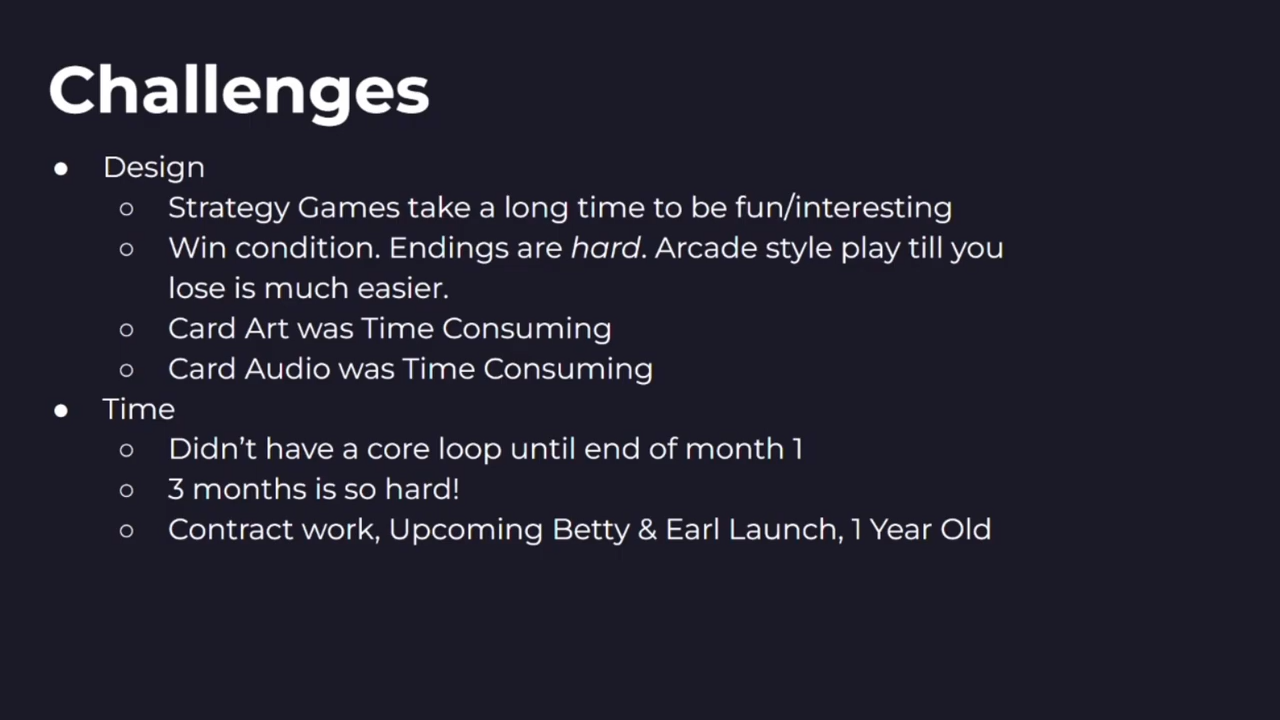 Challenges
● Design
○ Strategy Games take a long time to be fun/interesting
○ Win condition. Endings are hard. Arcade style play till you
lose is much easier.
○ Card Art was Time Consuming
○ Card Audio was Time Consuming
● Time
○ Didn’t have a core loop until end of month 1
○ 3 months is so hard!
○ Contract work, Upcoming Betty & Earl Launch, 1 Year Old